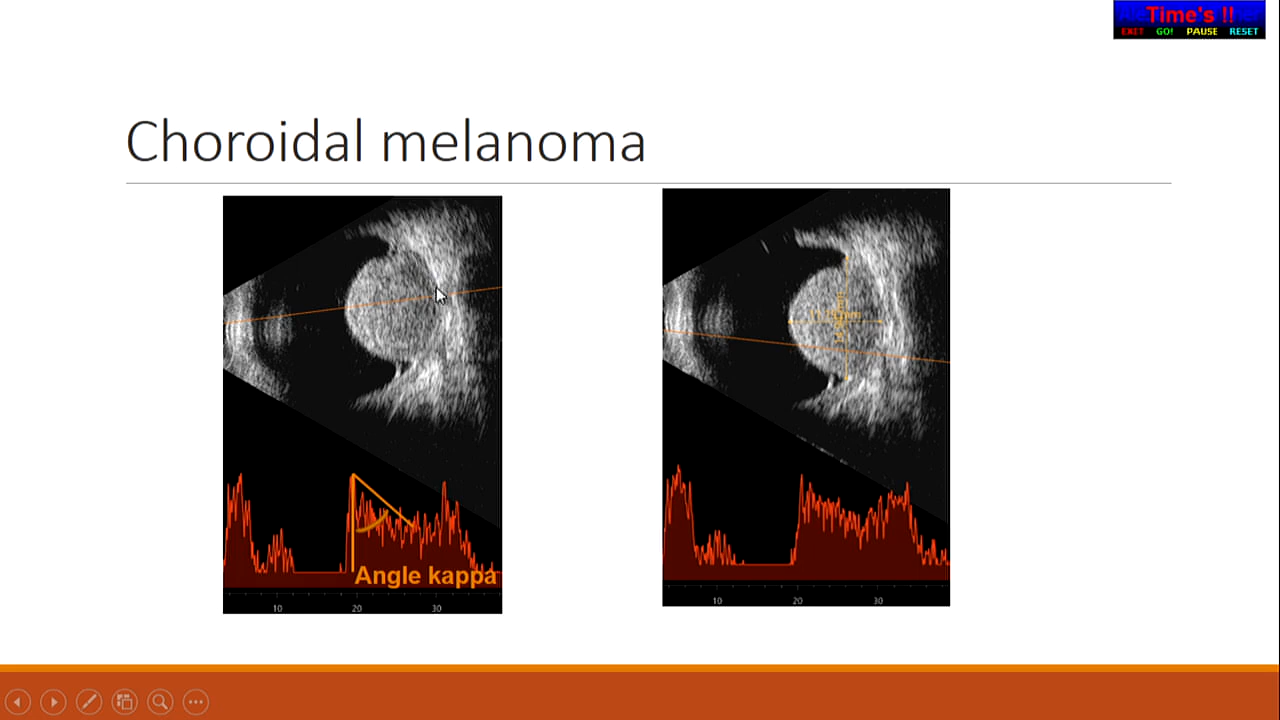 Time's !!
EXIT GO! PAUSE RESET
Choroidal melanoma
Angle kappa
10 20 30
10 20 30